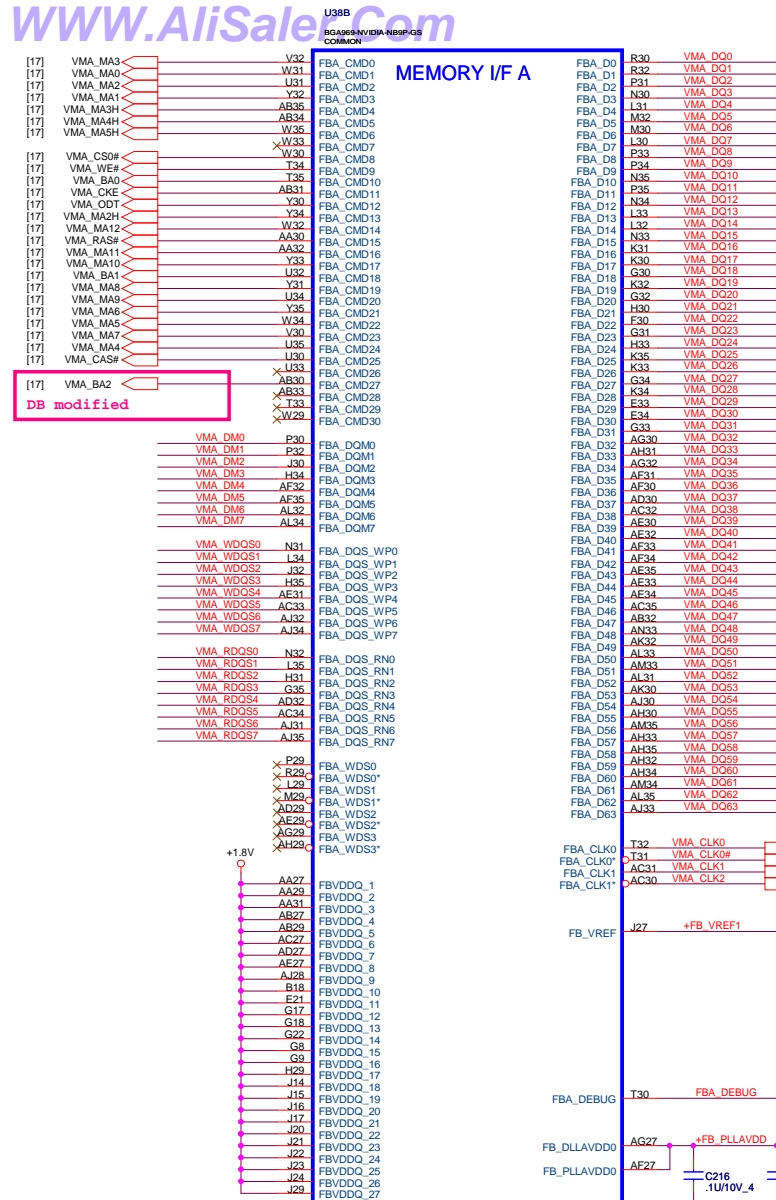 WWW.AliSaler.Com
U38B
BGA969-NVIDIA-NB9P-GS
COMMON
MEMORY I/F A
[17] VMA_MA3 V32 FBA_CMD0
[17] VMA_MA0 W31 FBA_CMD1
[17] VMA_MA2 U31 FBA_CMD2
[17] VMA_MA1 Y32 FBA_CMD3
[17] VMA_MA3H AB35 FBA_CMD4
[17] VMA_MA4H AB34 FBA_CMD5
[17] VMA_MA5H W35 FBA_CMD6
W33 FBA_CMD7
[17] VMA_CS0# W30 FBA_CMD8
[17] VMA_WE# T34 FBA_CMD9
[17] VMA_BA0 T35 FBA_CMD10
[17] VMA_CKE AB31 FBA_CMD11
[17] VMA_ODT Y30 FBA_CMD12
[17] VMA_MA2H Y34 FBA_CMD13
[17] VMA_MA12 W32 FBA_CMD14
[17] VMA_RAS# AA30 FBA_CMD15
[17] VMA_MA11 AA32 FBA_CMD16
[17] VMA_MA10 Y33 FBA_CMD17
[17] VMA_BA1 U32 FBA_CMD18
[17] VMA_MA8 Y31 FBA_CMD19
[17] VMA_MA9 U34 FBA_CMD20
[17] VMA_MA6 Y35 FBA_CMD21
[17] VMA_MA5 W34 FBA_CMD22
[17] VMA_MA7 V30 FBA_CMD23
[17] VMA_MA4 U35 FBA_CMD24
[17] VMA_CAS# U30 FBA_CMD25
U33 FBA_CMD26
[17] VMA_BA2 AB30 FBA_CMD27
AB33 FBA_CMD28
DB modified
T33 FBA_CMD29
W29 FBA_CMD30
VMA_DM0 P30 FBA_DQM0
VMA_DM1 P32 FBA_DQM1
VMA_DM2 J30 FBA_DQM2
VMA_DM3 H34 FBA_DQM3
VMA_DM4 AF32 FBA_DQM4
VMA_DM5 AF35 FBA_DQM5
VMA_DM6 AL32 FBA_DQM6
VMA_DM7 AL34 FBA_DQM7
VMA_WDQS0 N31 FBA_DQS_WP0
VMA_WDQS1 L34 FBA_DQS_WP1
VMA_WDQS2 J32 FBA_DQS_WP2
VMA_WDQS3 H35 FBA_DQS_WP3
VMA_WDQS4 AE31 FBA_DQS_WP4
VMA_WDQS5 AC33 FBA_DQS_WP5
VMA_WDQS6 AJ32 FBA_DQS_WP6
VMA_WDQS7 AJ34 FBA_DQS_WP7
VMA_RDQS0 N32 FBA_DQS_RN0
VMA_RDQS1 L35 FBA_DQS_RN1
VMA_RDQS2 H31 FBA_DQS_RN2
VMA_RDQS3 G35 FBA_DQS_RN3
VMA_RDQS4 AD32 FBA_DQS_RN4
VMA_RDQS5 AC34 FBA_DQS_RN5
VMA_RDQS6 AJ31 FBA_DQS_RN6
VMA_RDQS7 AJ35 FBA_DQS_RN7
P29 FBA_WDS0
R29 FBA_WDS0*
L29 FBA_WDS1
M29 FBA_WDS1*
AD29 FBA_WDS2
AE29 FBA_WDS2*
AG29 FBA_WDS3
AH29 FBA_WDS3*
+1.8V
AA27 FBVDDQ_1
AA29 FBVDDQ_2
AA31 FBVDDQ_3
AB27 FBVDDQ_4
AB29 FBVDDQ_5
AC27 FBVDDQ_6
AD27 FBVDDQ_7
AE27 FBVDDQ_8
AJ28 FBVDDQ_9
B18 FBVDDQ_10
E21 FBVDDQ_11
G17 FBVDDQ_12
G18 FBVDDQ_13
G22 FBVDDQ_14
G8 FBVDDQ_15
G9 FBVDDQ_16
H29 FBVDDQ_17
J14 FBVDDQ_18
J15 FBVDDQ_19
J16 FBVDDQ_20
J17 FBVDDQ_21
J20 FBVDDQ_22
J21 FBVDDQ_23
J22 FBVDDQ_24
J23 FBVDDQ_25
J24 FBVDDQ_26
J29 FBVDDQ_27
FBA_D0 R30 VMA_DQ0
FBA_D1 R32 VMA_DQ1
FBA_D2 P31 VMA_DQ2
FBA_D3 N30 VMA_DQ3
FBA_D4 L31 VMA_DQ4
FBA_D5 M32 VMA_DQ5
FBA_D6 M30 VMA_DQ6
FBA_D7 L30 VMA_DQ7
FBA_D8 P33 VMA_DQ8
FBA_D9 P34 VMA_DQ9
FBA_D10 N35 VMA_DQ10
FBA_D11 P35 VMA_DQ11
FBA_D12 N34 VMA_DQ12
FBA_D13 L33 VMA_DQ13
FBA_D14 L32 VMA_DQ14
FBA_D15 N33 VMA_DQ15
FBA_D16 K31 VMA_DQ16
FBA_D17 K30 VMA_DQ17
FBA_D18 G30 VMA_DQ18
FBA_D19 K32 VMA_DQ19
FBA_D20 G32 VMA_DQ20
FBA_D21 H30 VMA_DQ21
FBA_D22 F30 VMA_DQ22
FBA_D23 G31 VMA_DQ23
FBA_D24 H33 VMA_DQ24
FBA_D25 K35 VMA_DQ25
FBA_D26 K33 VMA_DQ26
FBA_D27 G34 VMA_DQ27
FBA_D28 K34 VMA_DQ28
FBA_D29 E33 VMA_DQ29
FBA_D30 E34 VMA_DQ30
FBA_D31 G33 VMA_DQ31
FBA_D32 AG30 VMA_DQ32
FBA_D33 AH31 VMA_DQ33
FBA_D34 AG32 VMA_DQ34
FBA_D35 AF31 VMA_DQ35
FBA_D36 AF30 VMA_DQ36
FBA_D37 AD30 VMA_DQ37
FBA_D38 AC32 VMA_DQ38
FBA_D39 AE30 VMA_DQ39
FBA_D40 AE32 VMA_DQ40
FBA_D41 AF33 VMA_DQ41
FBA_D42 AF34 VMA_DQ42
FBA_D43 AE35 VMA_DQ43
FBA_D44 AE33 VMA_DQ44
FBA_D45 AE34 VMA_DQ45
FBA_D46 AC35 VMA_DQ46
FBA_D47 AB32 VMA_DQ47
FBA_D48 AN33 VMA_DQ48
FBA_D49 AK32 VMA_DQ49
FBA_D50 AL33 VMA_DQ50
FBA_D51 AM33 VMA_DQ51
FBA_D52 AL31 VMA_DQ52
FBA_D53 AK30 VMA_DQ53
FBA_D54 AJ30 VMA_DQ54
FBA_D55 AH30 VMA_DQ55
FBA_D56 AM35 VMA_DQ56
FBA_D57 AH33 VMA_DQ57
FBA_D58 AH35 VMA_DQ58
FBA_D59 AH32 VMA_DQ59
FBA_D60 AH34 VMA_DQ60
FBA_D61 AM34 VMA_DQ61
FBA_D62 AL35 VMA_DQ62
FBA_D63 AJ33 VMA_DQ63
FBA_CLK0 T32 VMA_CLK0
FBA_CLK0* T31 VMA_CLK0#
FBA_CLK1 AC31 VMA_CLK1
FBA_CLK1* AC30 VMA_CLK2
FB_VREF J27 +FB_VREF1
FBA_DEBUG T30 FBA_DEBUG
FB_DLLAVDD0 AG27 +FB_PLLAVDD
FB_PLLAVDD0 AF27
C216
.1U/10V_4